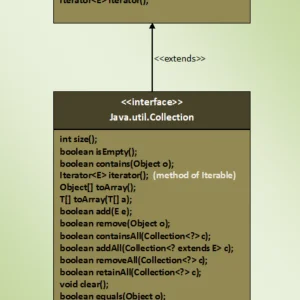 Iterator<E> iterator();
<<extends>>
<<interface>>
Java.util.Collection
int size();
boolean isEmpty();
boolean contains(Object o);
Iterator<E> iterator(); (method of Iterable)
Object[] toArray();
T[] toArray(T[] a);
boolean add(E e);
boolean remove(Object o);
boolean containsAll(Collection<?> c);
boolean addAll(Collection<? extends E> c);
boolean removeAll(Collection<?> c);
boolean retainAll(Collection<?> c);
void clear();
boolean equals(Object o);